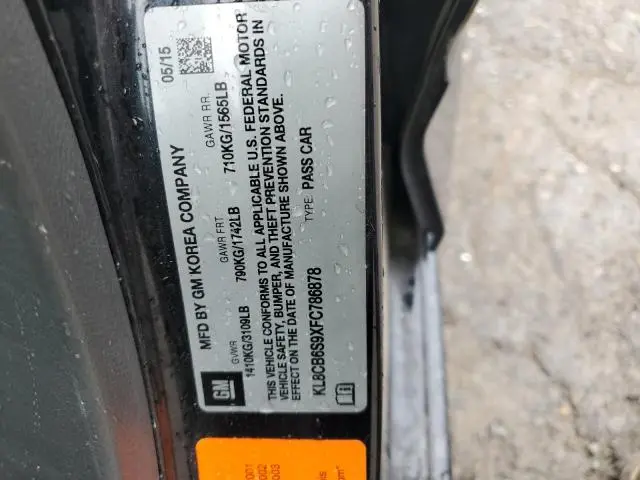 MFD BY GM KOREA COMPANY
05/15
GVWR
GAWR FRT.
GAWR RR.
1410KG/3109LB
790KG/1742LB
710KG/1565LB
GM
THIS VEHICLE CONFORMS TO ALL APPLICABLE U.S. FEDERAL MOTOR
VEHICLE SAFETY, BUMPER, AND THEFT PREVENTION STANDARDS IN
EFFECT ON THE DATE OF MANUFACTURE SHOWN ABOVE.
TYPE: PASS CAR
KL8CB6S9XFC786878